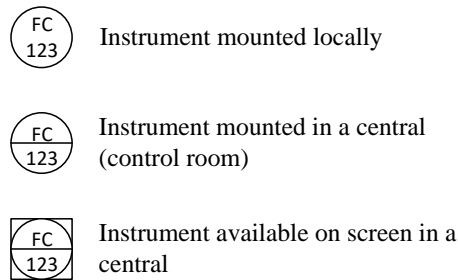 FC
123
Instrument mounted locally
FC
123
Instrument mounted in a central
(control room)
FC
123
Instrument available on screen in a
central